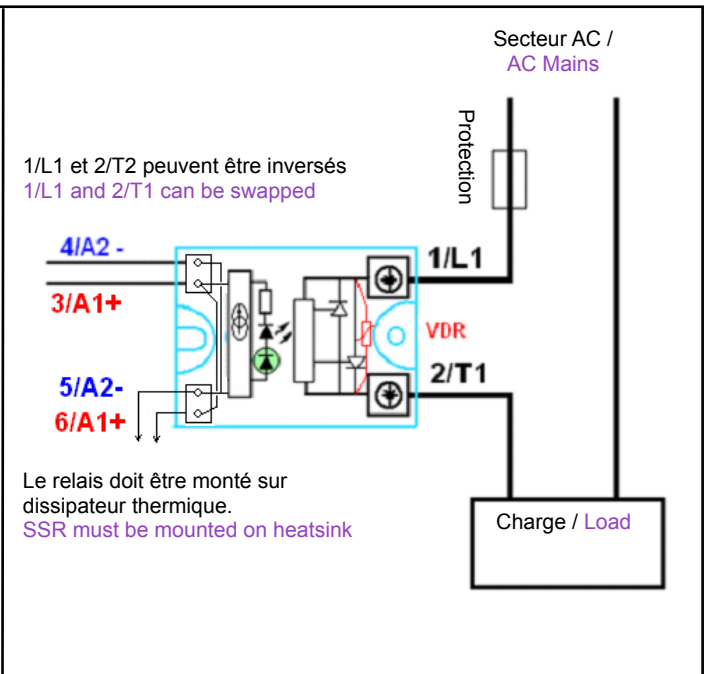 Secteur AC /
AC Mains
Protection
1/L1 et 2/T2 peuvent être inversés
1/L1 and 2/T1 can be swapped
4/A2 -
3/A1+
1/L1
VDR
2/T1
5/A2-
6/A1+
Le relais doit être monté sur
dissipateur thermique.
SSR must be mounted on heatsink
Charge / Load